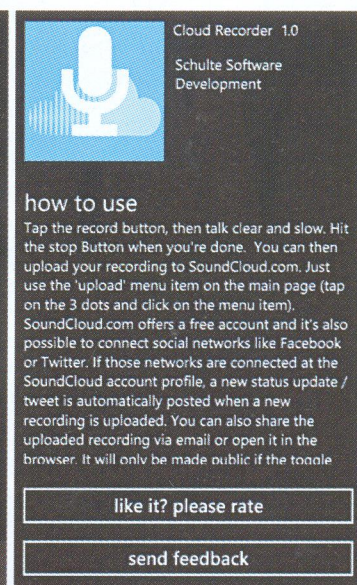 Cloud Recorder 1.0
Schulte Software
Development
how to use
Tap the record button, then talk clear and slow. Hit
the stop Button when you're done. You can then
upload your recording to SoundCloud.com. Just
use the 'upload' menu item on the main page (tap
on the 3 dots and click on the menu item).
SoundCloud.com offers a free account and it's also
possible to connect social networks like Facebook
or Twitter. If those networks are connected at the
SoundCloud account profile, a new status update /
tweet is automatically posted when a new
recording is uploaded. You can also share the
uploaded recording via email or open it in the
browser. It will only be made public if the toggle
like it? please rate
send feedback